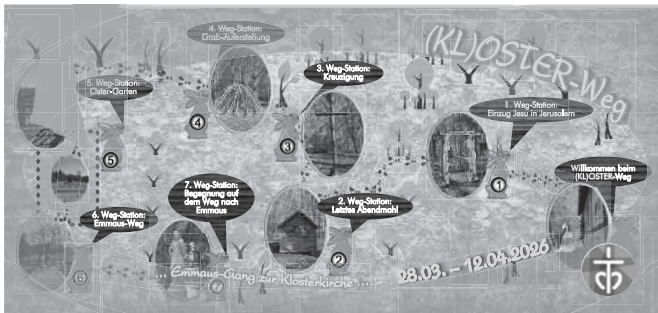 (KL)OSTER-Weg
Willkommen beim
(KL)OSTER-Weg
1. Weg-Station:
Einzug Jesu in Jerusalem
1
2. Weg-Station:
Letztes Abendmahl
2
3. Weg-Station:
Kreuzigung
3
4. Weg-Station:
Grab-Auferstehung
4
5. Weg-Station:
Oster-Garten
5
6. Weg-Station:
Emmaus-Weg
6
7. Weg-Station:
Begegnung auf
dem Weg nach
Emmaus
7
... Emmaus-Gang zur Klosterkirche ...
28.03. – 12.04.2026